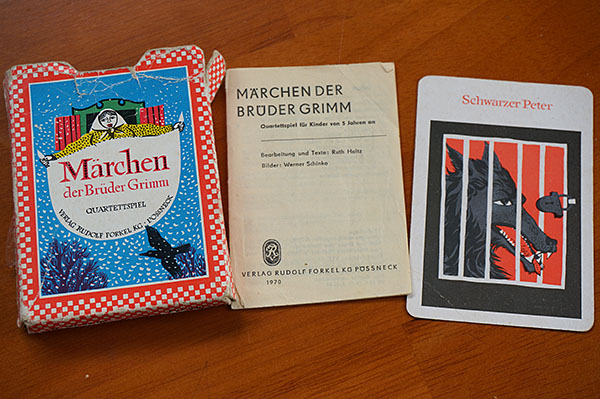 Märchen
der Brüder Grimm
QUARTETTSPIEL
VERLAG RUDOLF FORKEL KG · PÖSSNECK
MÄRCHEN DER
BRÜDER GRIMM
Quartettspiel für Kinder von 5 Jahren an
Bearbeitung und Texte: Ruth Holtz
Bilder: Werner Schinko
VERLAG RUDOLF FORKEL KG PÖSSNECK
1970
Schwarzer Peter